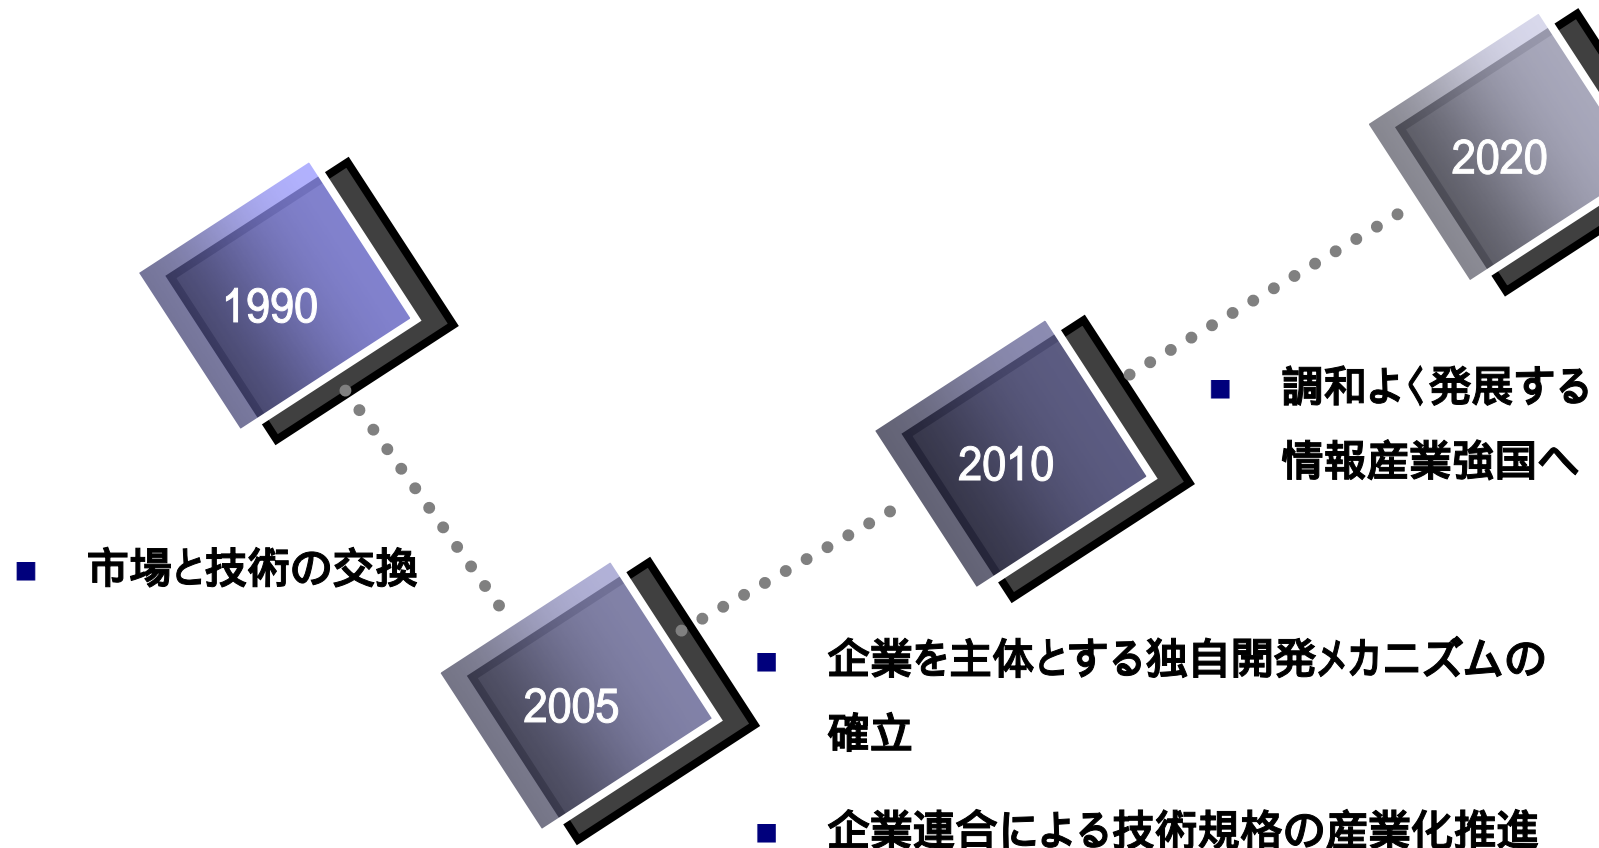 2020
1990
調和よく発展する
2010
情報産業強国へ
市場と技術の交換
企業を主体とする独自開発メカニズムの
2005
確立
企業連合による技術規格の産業化推進